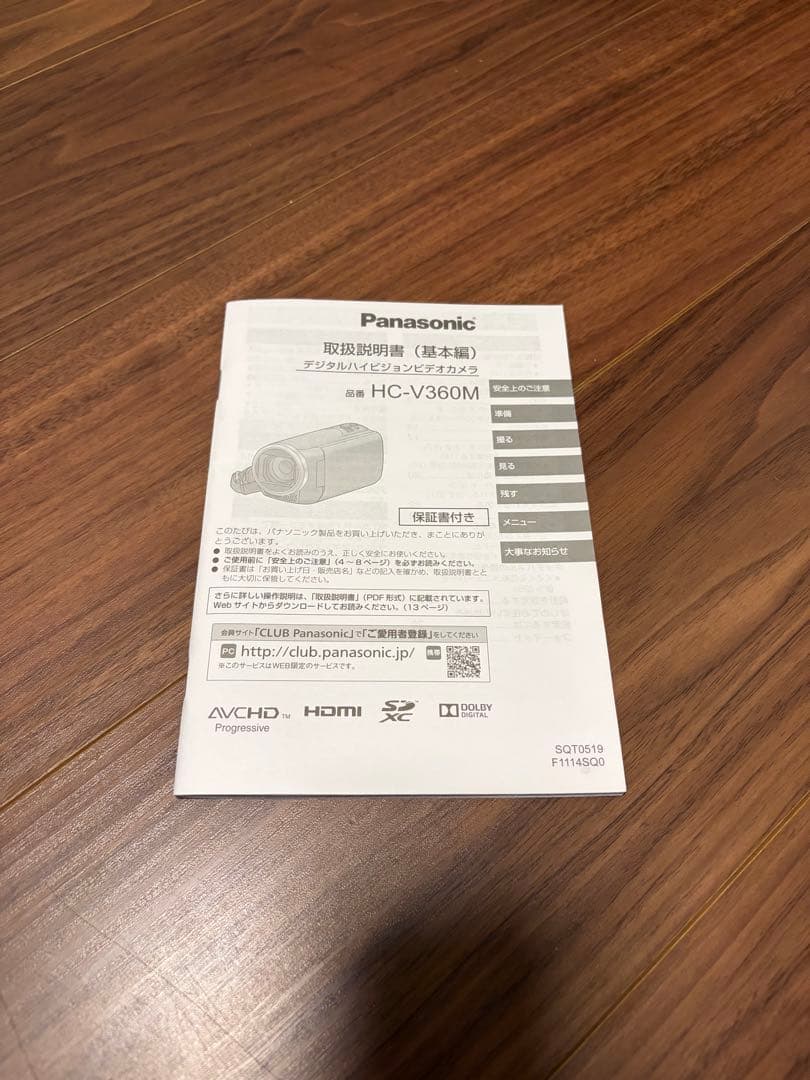 Panasonic
取扱説明書（基本編）
デジタルハイビジョンビデオカメラ
品番 HC-V360M
安全上のご注意
準備
撮る
見る
残す
メニュー
大事なお知らせ
保証書付き
このたびは、パナソニック製品をお買い上げいただき、まことにありが
とうございます。
● 取扱説明書をよくお読みのうえ、正しく安全にお使いください。
● ご使用前に「安全上のご注意」（4～8ページ）を必ずお読みください。
● 保証書は「お買い上げ日・販売店名」などの記入を確かめ、取扱説明書とと
もに大切に保管してください。
さらに詳しい操作説明は、「取扱説明書」（PDF形式）に記載されています。
Webサイトからダウンロードしてお読みください。（13ページ）
会員サイト「CLUB Panasonic」で「ご愛用者登録」をしてください
PC http://club.panasonic.jp/ 携帯
※このサービスはWEB限定のサービスです。
AVCHD™
Progressive
HDMI
SD
XC
DOLBY
DIGITAL
SQT0519
F1114SQ0